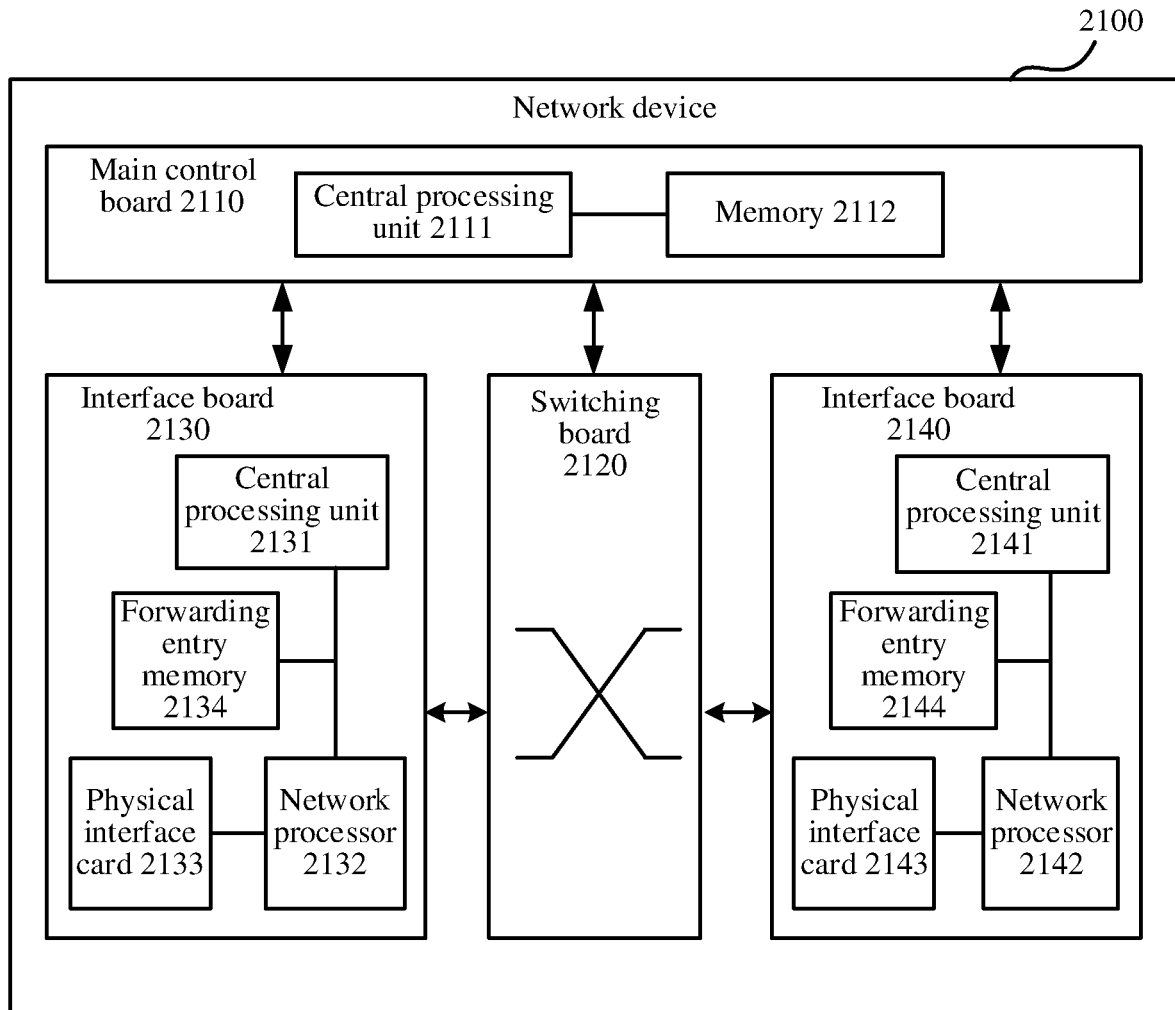 2100
Network device
Main control
board 2110
Central processing
unit 2111
Memory 2112
Interface board
2130
Central
processing unit
2131
Forwarding
entry
memory
2134
Physical
interface
card 2133
Network
processor
2132
Switching
board
2120
Interface board
2140
Central
processing unit
2141
Forwarding
entry
memory
2144
Physical
interface
card 2143
Network
processor
2142